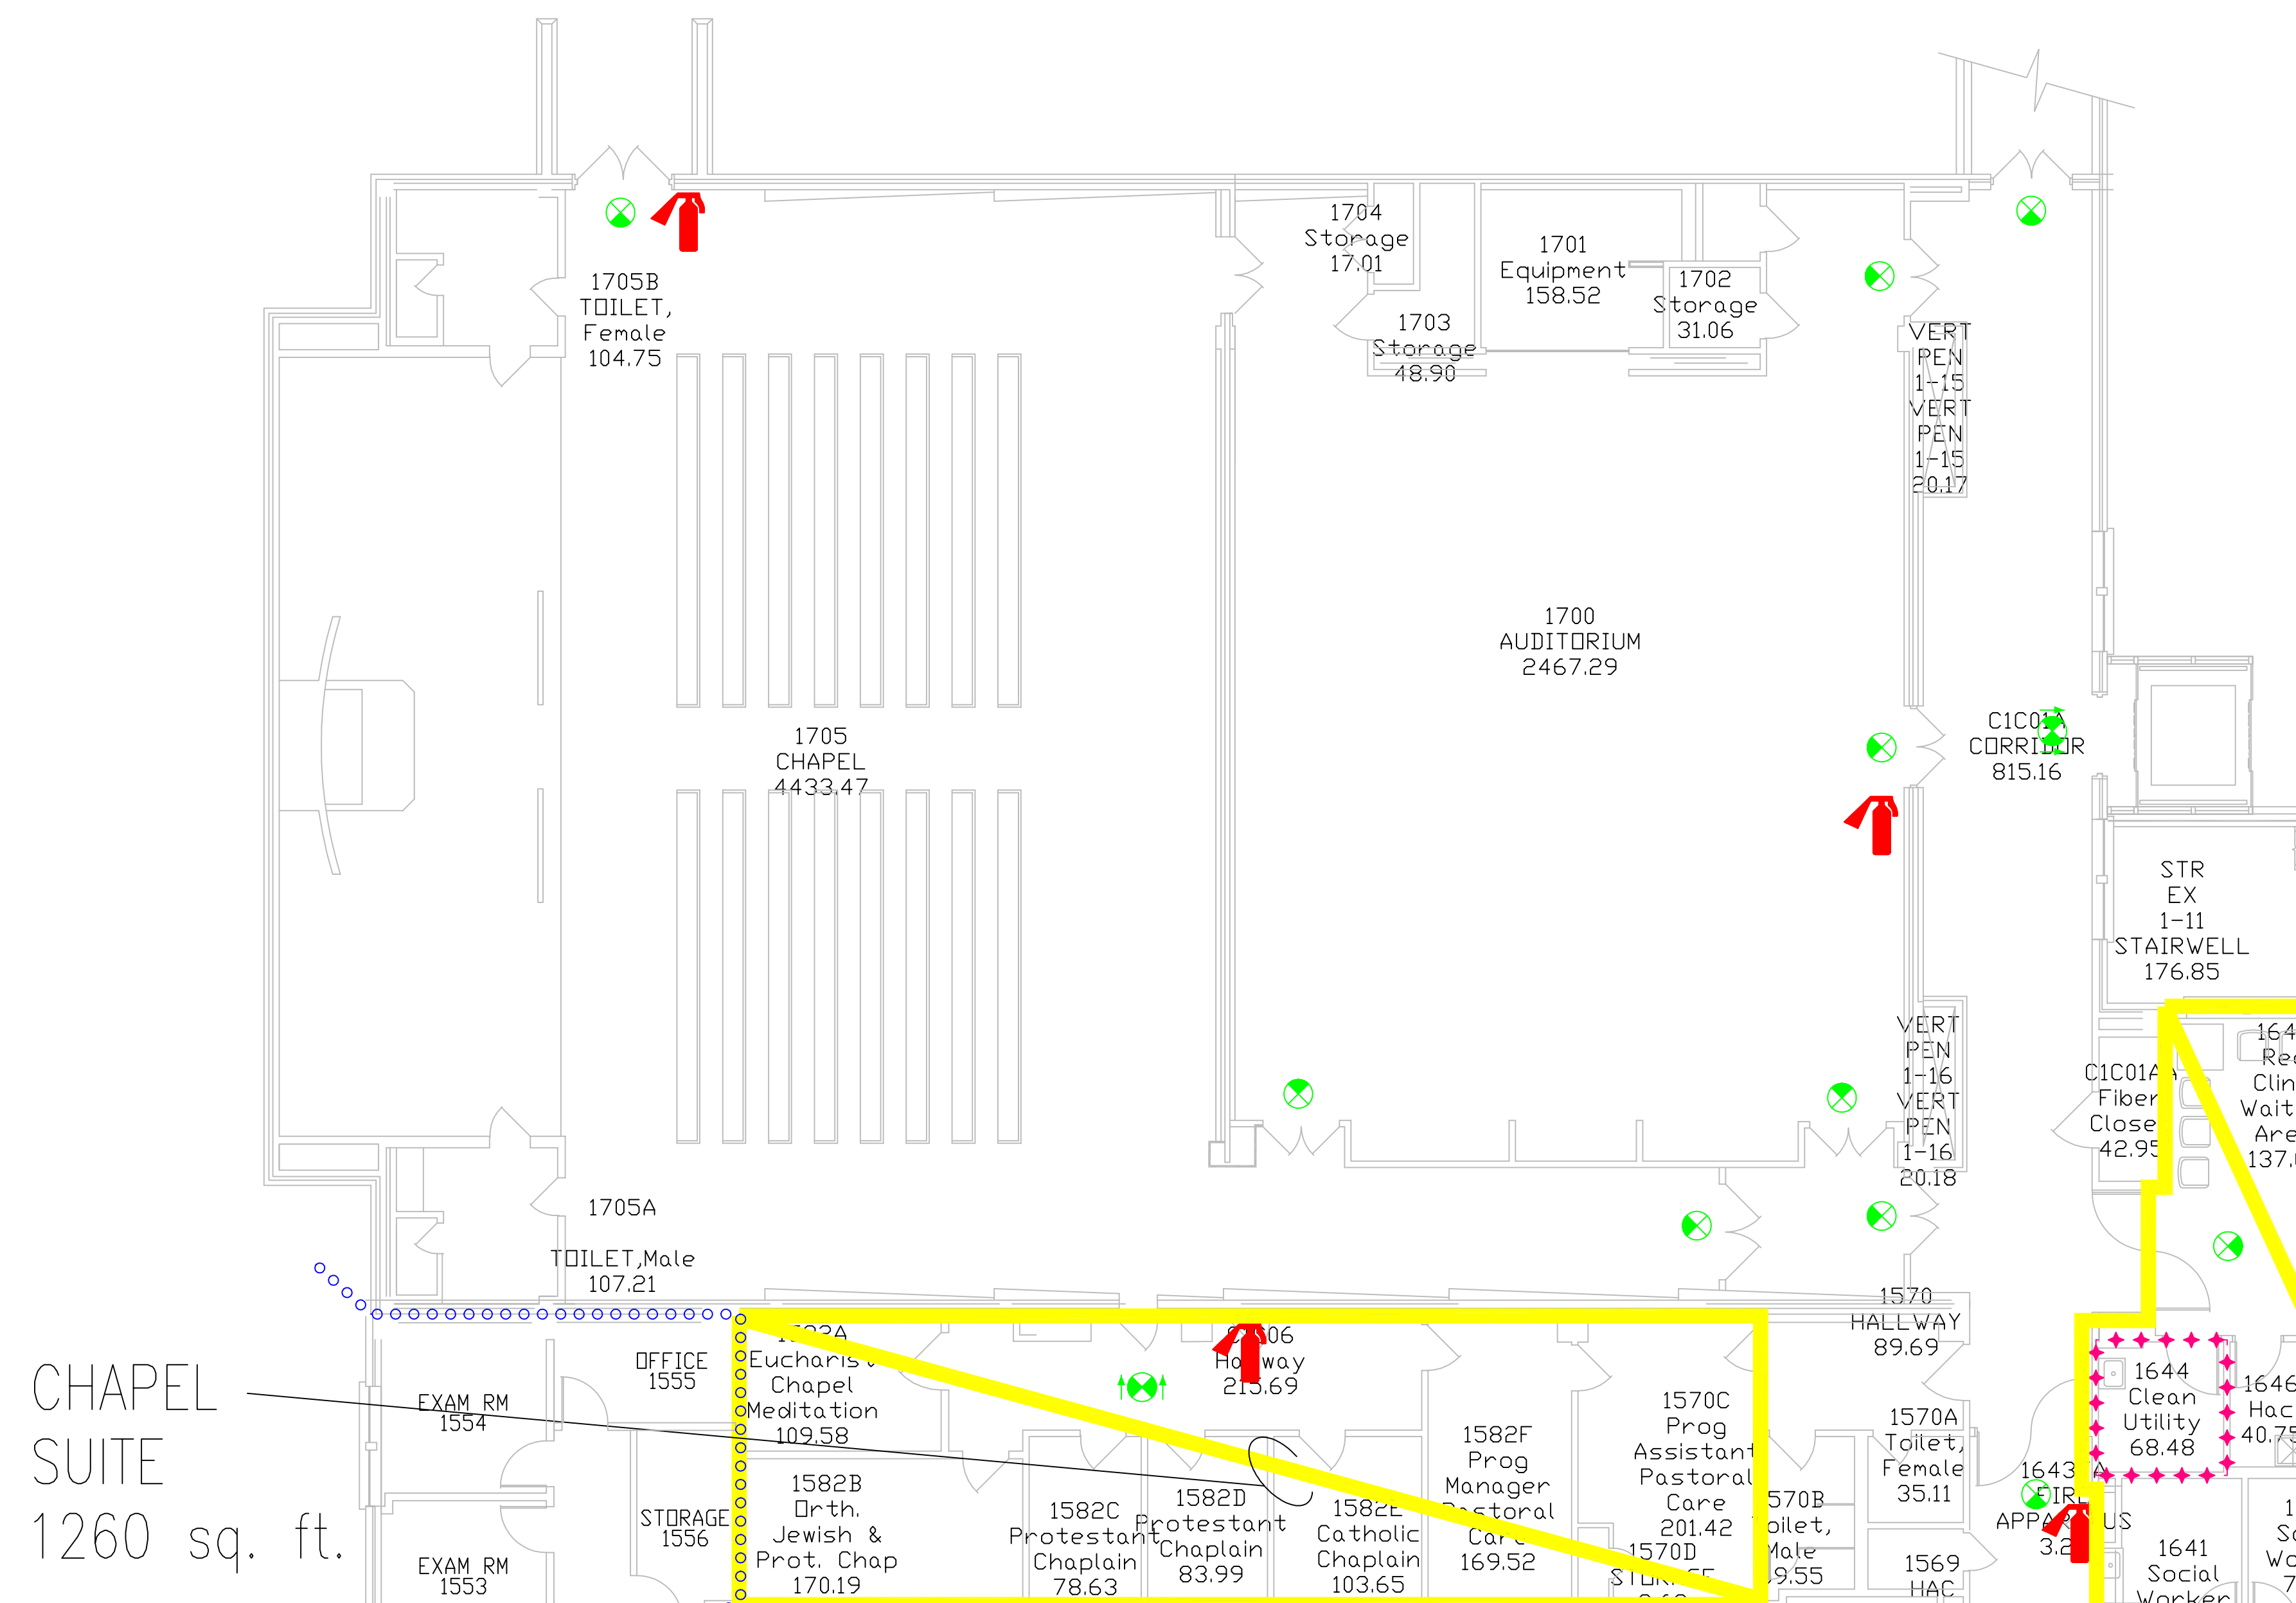 1705B
TOILET,
Female
104.75
1704
Storage
17.01
1703
Storage
48.90
1701
Equipment
158.52
1702
Storage
31.06
VERT
PEN
1-15
VERT
PEN
1-15
20.17
1700
AUDITORIUM
2467.29
1705
CHAPEL
4433.47
C1C01A
CORRIDOR
815.16
STR
EX
1-11
STAIRWELL
176.85
VERT
PEN
1-16
VERT
PEN
1-16
20.18
Fiber
42.95
1705A
TOILET,Male
107.21
1570
HALLWAY
89.69
CHAPEL
SUITE
1260 sq. ft.
EXAM RM
1554
OFFICE
1555
STORAGE
1556
EXAM RM
1553
Chapel
Meditation
109.58
1582B
Orth.
Jewish &
Prot. Chap
170.19
215.69
1582C
Protestant
Chaplain
78.63
1582D
Protestant
Chaplain
83.99
Catholic
Chaplain
103.65
1582F
Prog
Manager
169.52
1570C
Prog
Assistant
Pastoral
Care
201.42
1570D
Male
1570A
Toilet,
Female
35.11
1569
HAC
1644
Clean
Utility
68.48
1646
1641
Social
Worker